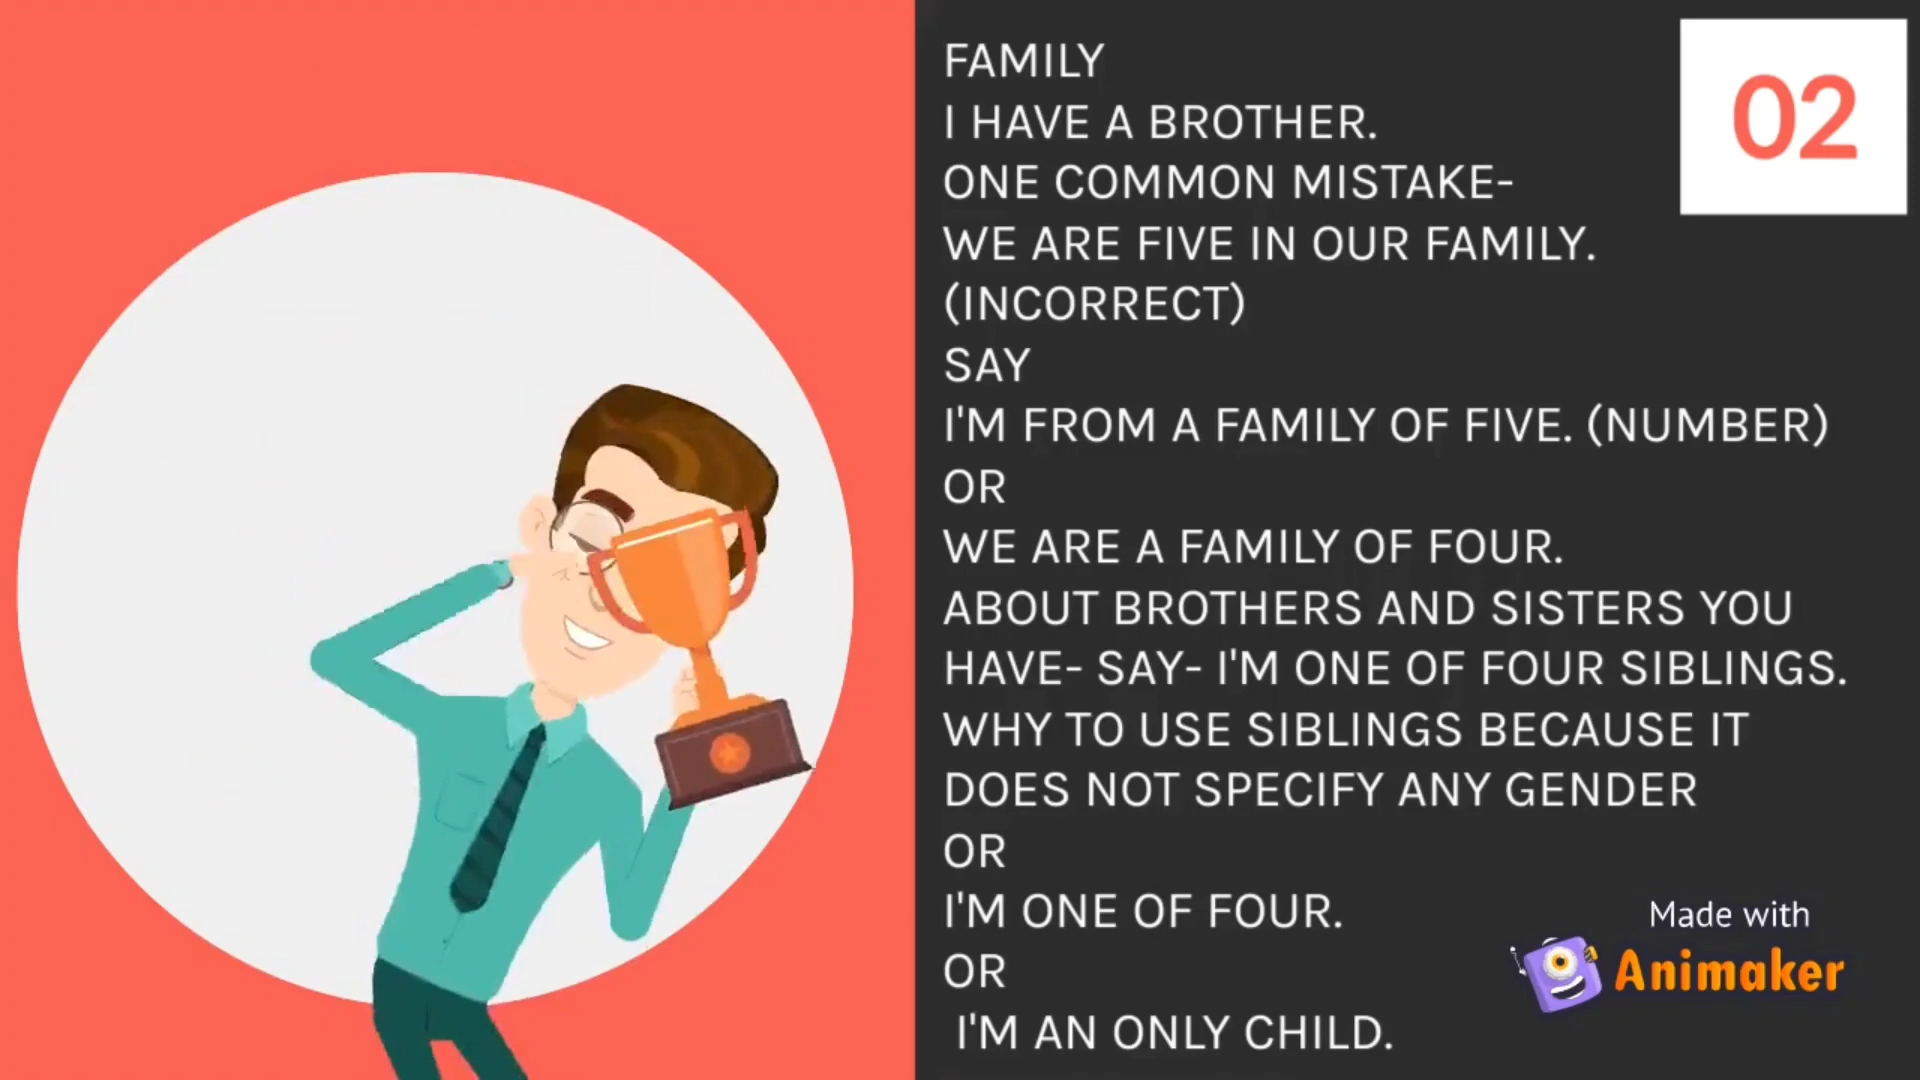 FAMILY
I HAVE A BROTHER.
ONE COMMON MISTAKE-
WE ARE FIVE IN OUR FAMILY.
(INCORRECT)
SAY
I'M FROM A FAMILY OF FIVE. (NUMBER)
OR
WE ARE A FAMILY OF FOUR.
ABOUT BROTHERS AND SISTERS YOU
HAVE- SAY- I'M ONE OF FOUR SIBLINGS.
WHY TO USE SIBLINGS BECAUSE IT
DOES NOT SPECIFY ANY GENDER
OR
I'M ONE OF FOUR.
OR
I'M AN ONLY CHILD.
02
Made with
Animaker